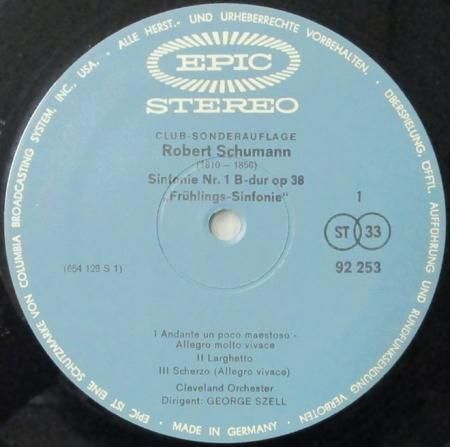 EPIC
STEREO
CLUB-SONDERAUFLAGE
Robert Schumann
(1810 – 1856)
Sinfonie Nr. 1 B-dur op 38
„Frühlings-Sinfonie"
1
ST 33
92 253
(654 128 S 1)
I Andante un poco maestoso -
Allegro molto vivace
II Larghetto
III Scherzo (Allegro vivace)
Cleveland Orchester
Dirigent: GEORGE SZELL
MADE IN GERMANY
EPIC IST EINE SCHUTZMARKE VON COLUMBIA BROADCASTING SYSTEM, INC., USA. · ALLE HERST.- UND URHEBERRECHTE VORBEHALTEN. · ÜBERSPIELUNG, ÖFFTL. AUFFÜHRUNG UND RUNDFUNKSENDUNG VERBOTEN